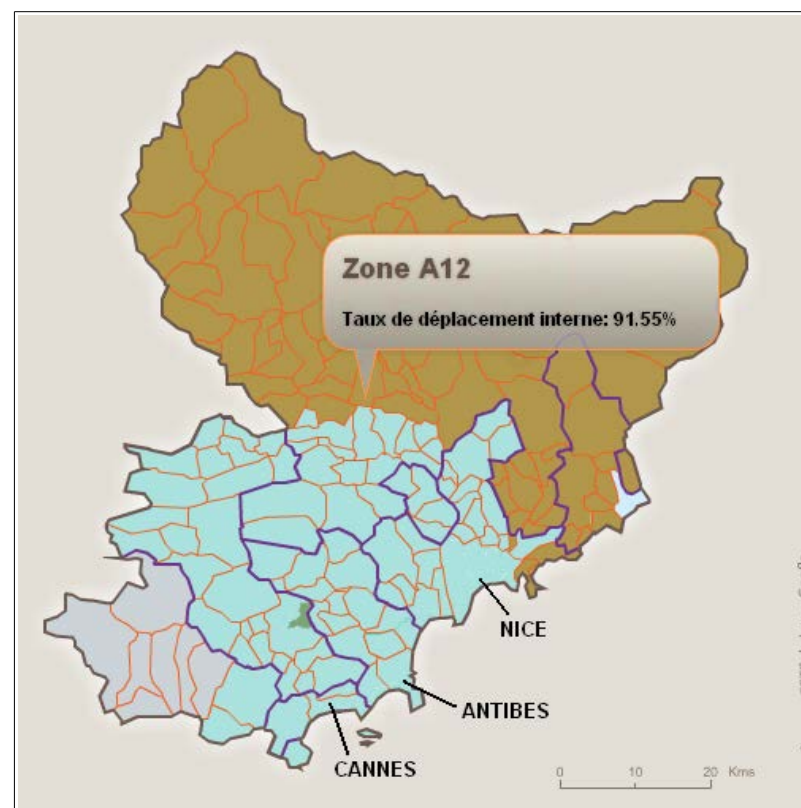 Zone A12
Taux de déplacement interne: 91.55%
NICE
ANTIBES
CANNES
0 10 20 Kms